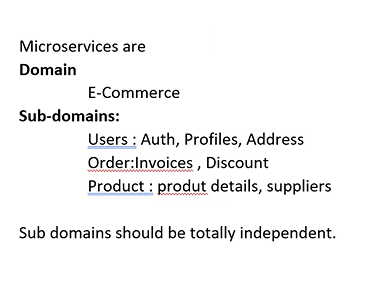 Microservices are
Domain
E-Commerce
Sub-domains:
Users : Auth, Profiles, Address
Order:Invoices , Discount
Product : produt details, suppliers
Sub domains should be totally independent.